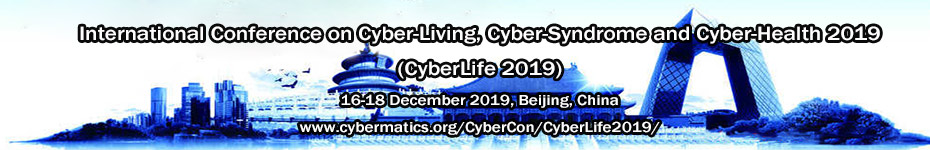 International Conference on Cyber-Living, Cyber-Syndrome and Cyber-Health 2019
(CyberLife 2019)
16-18 December 2019, Beijing, China
www.cybermatics.org/CyberCon/CyberLife2019/